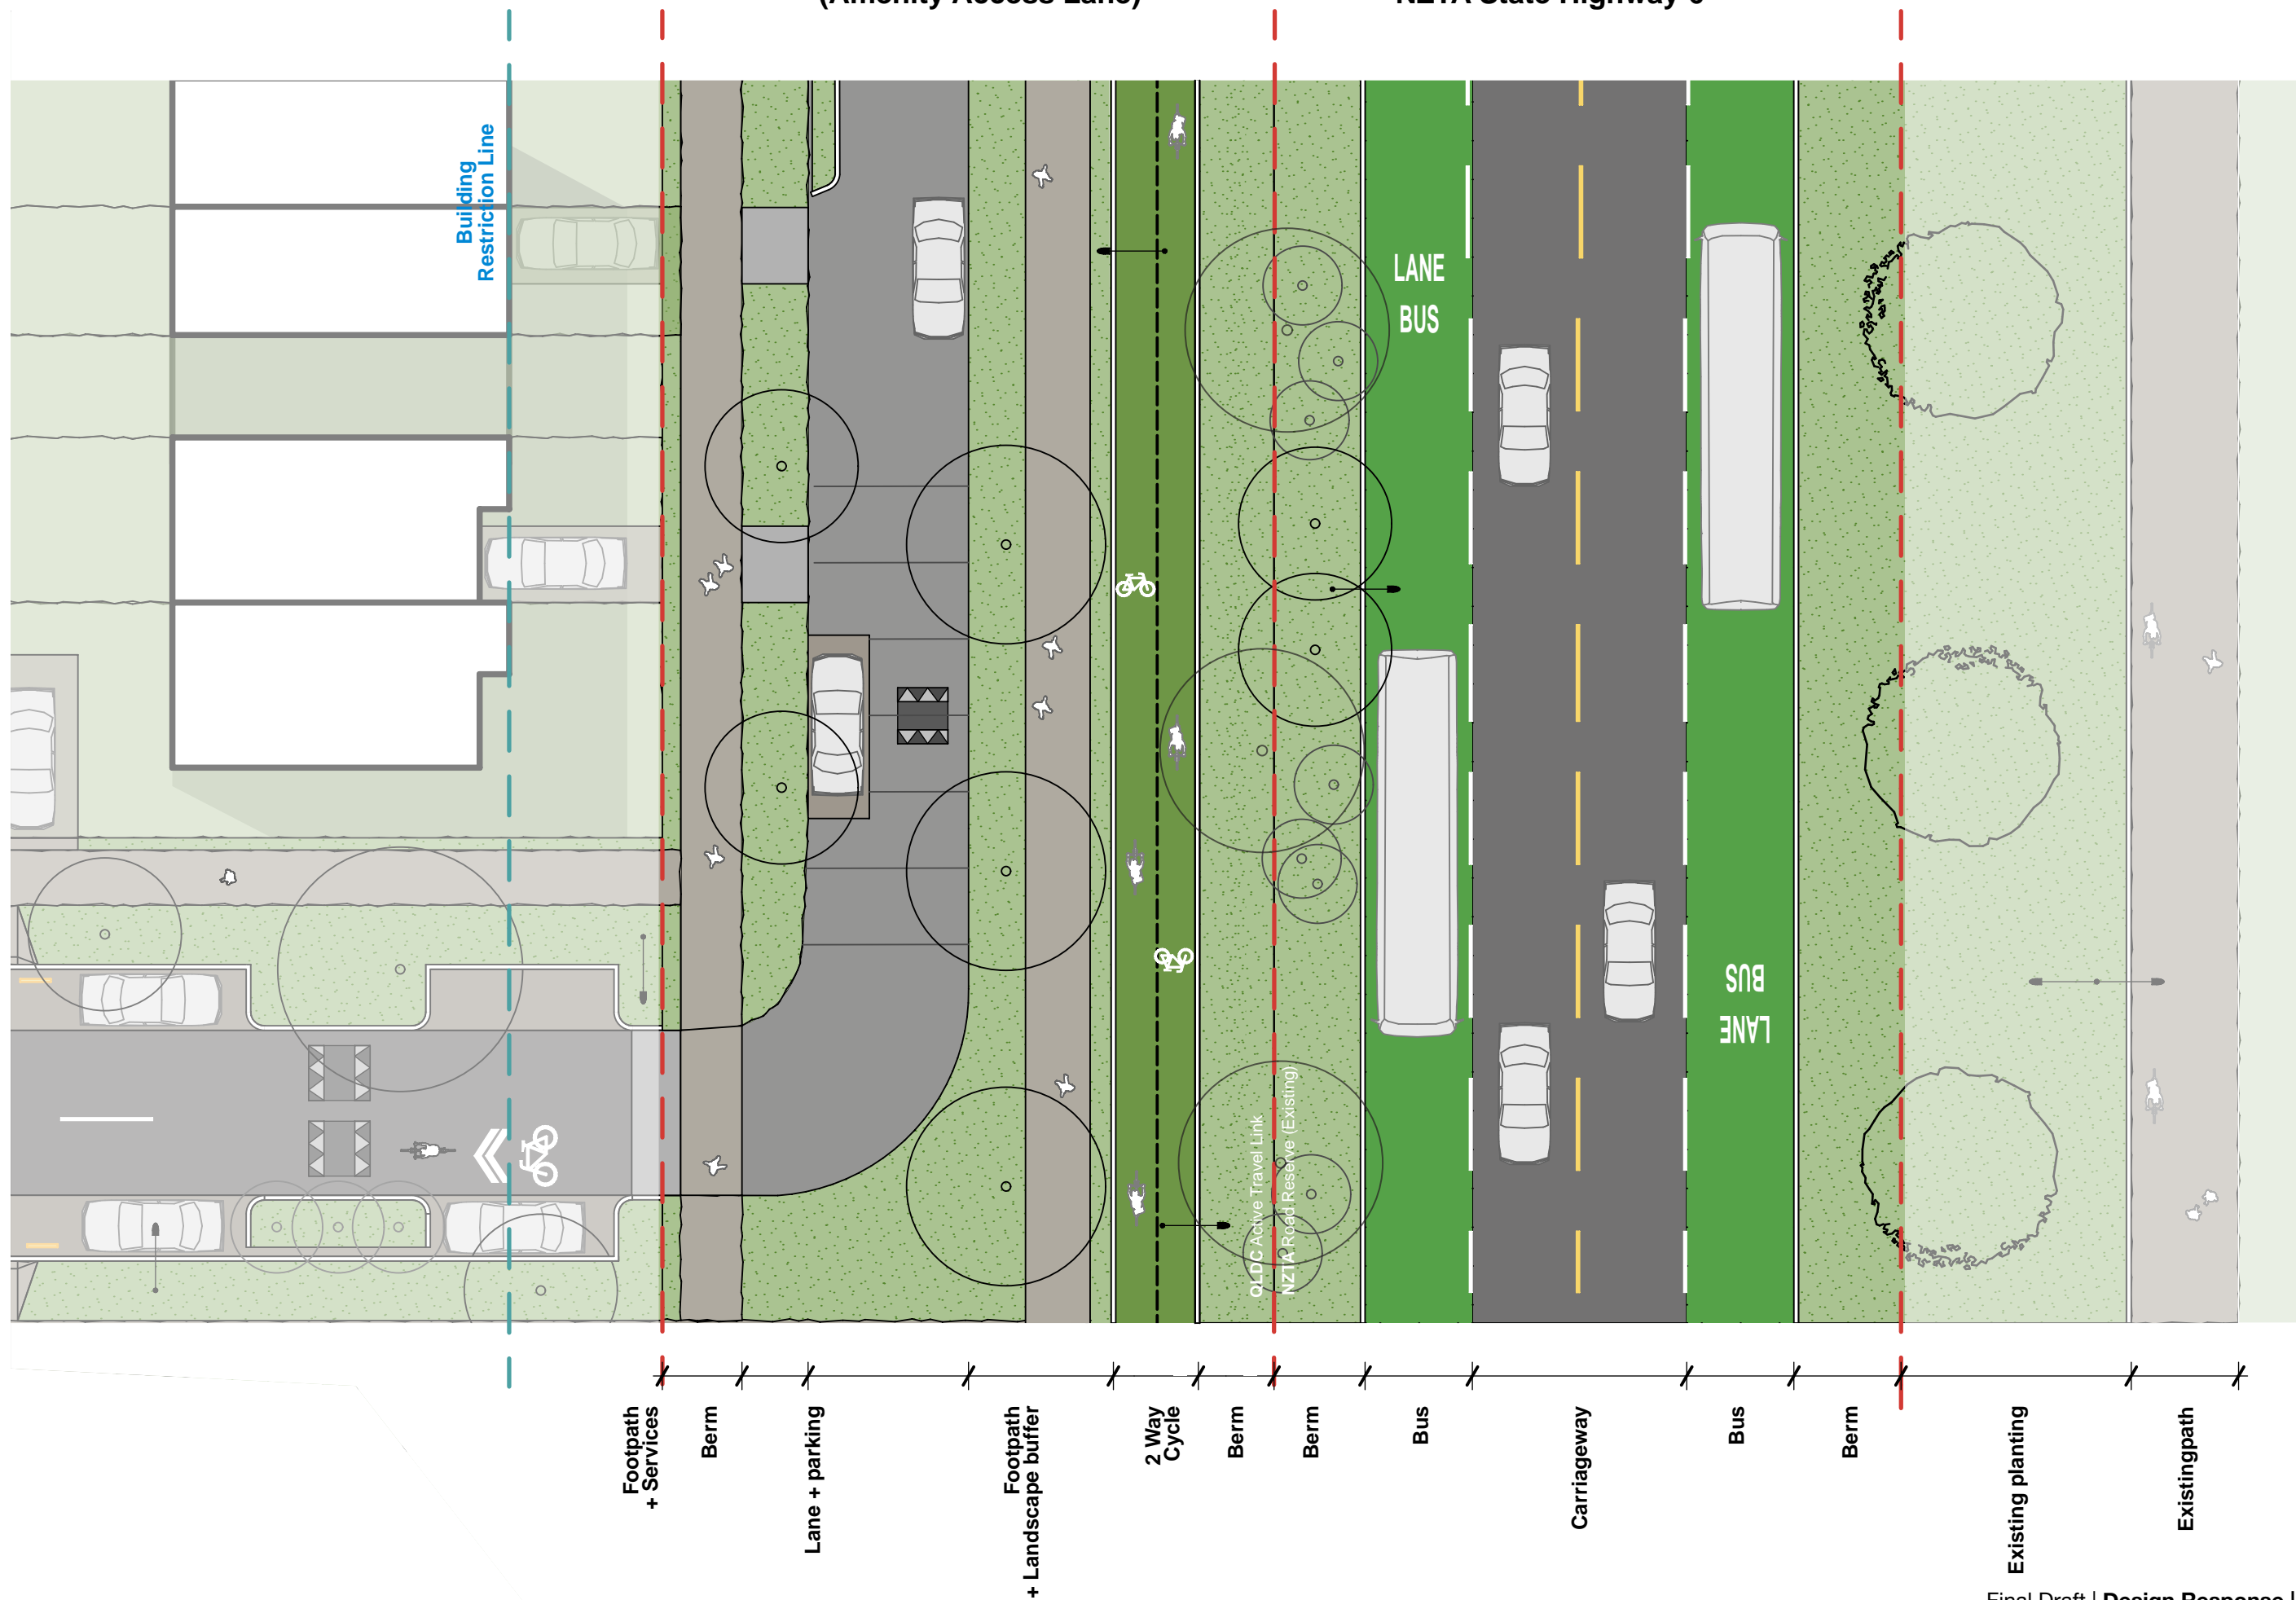 (Amenity Access Lane)
NZTA State Highway 6
Building
Restriction Line
LANE
BUS
BUS
LANE
QLDC Active Travel Link
NZTA Road Reserve (Existing)
Footpath
+ Services
Berm
Lane + parking
Footpath
+ Landscape buffer
2 Way
Cycle
Berm
Berm
Bus
Carriageway
Bus
Berm
Existing planting
Existingpath
Final Draft | Design Response |